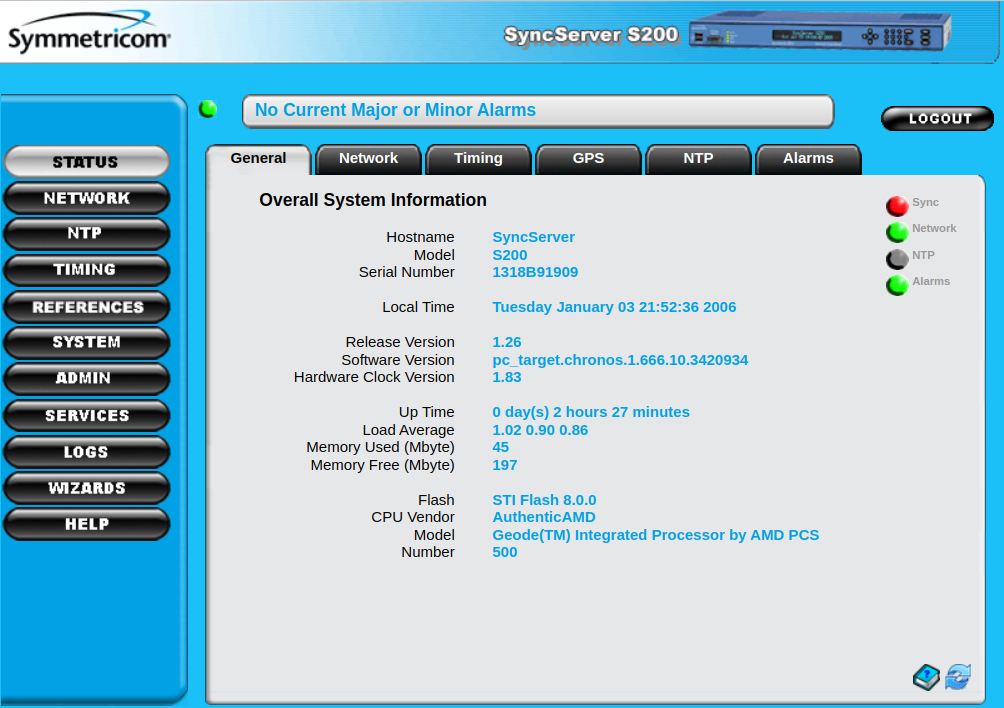 Symmetricom®
SyncServer S200
No Current Major or Minor Alarms
LOGOUT
STATUS
NETWORK
NTP
TIMING
REFERENCES
SYSTEM
ADMIN
SERVICES
LOGS
WIZARDS
HELP
General Network Timing GPS NTP Alarms
Overall System Information
Hostname SyncServer
Model S200
Serial Number 1318B91909
Local Time Tuesday January 03 21:52:36 2006
Release Version 1.26
Software Version pc_target.chronos.1.666.10.3420934
Hardware Clock Version 1.83
Up Time 0 day(s) 2 hours 27 minutes
Load Average 1.02 0.90 0.86
Memory Used (Mbyte) 45
Memory Free (Mbyte) 197
Flash STI Flash 8.0.0
CPU Vendor AuthenticAMD
Model Geode(TM) Integrated Processor by AMD PCS
Number 500
Sync
Network
NTP
Alarms
?